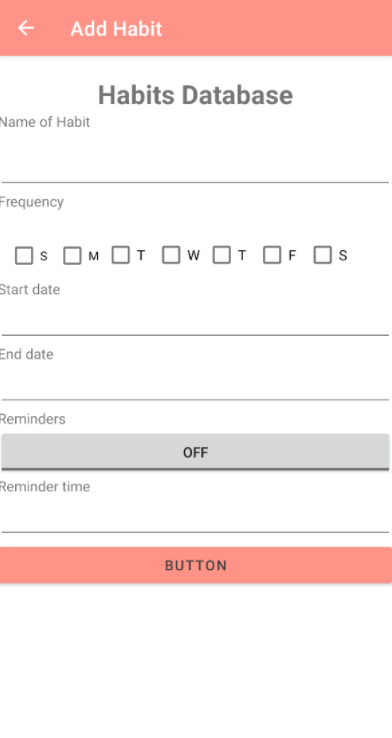 Add Habit
Habits Database
Name of Habit
Frequency
S M T W T F S
Start date
End date
Reminders
OFF
Reminder time
BUTTON